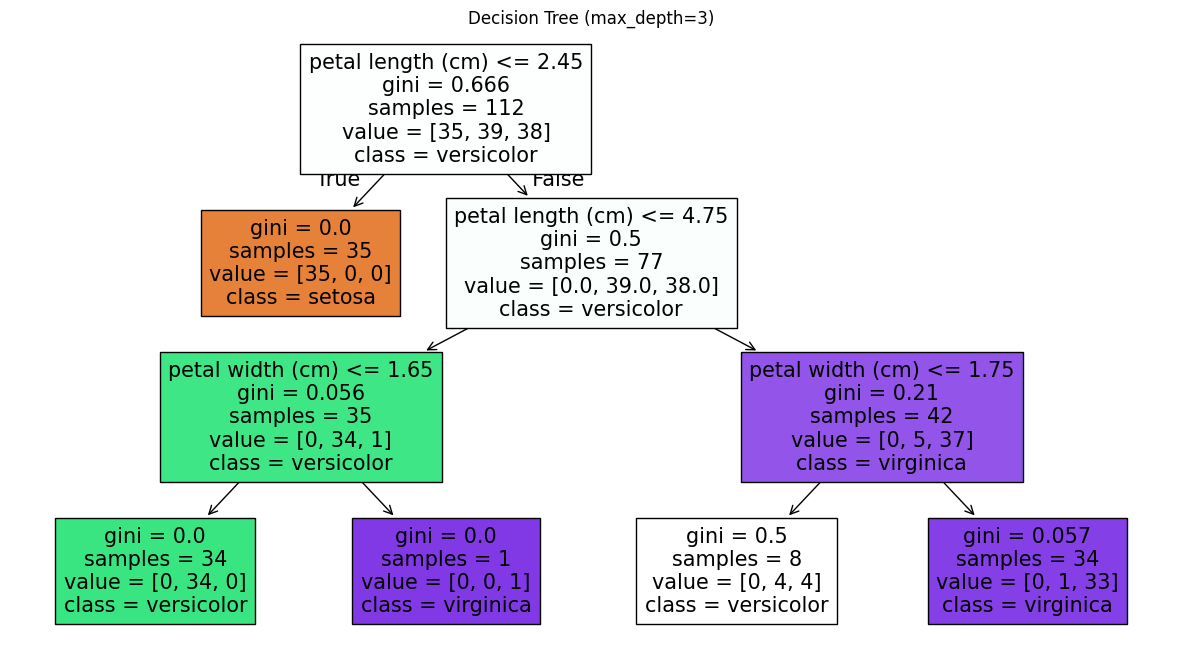 Decision Tree (max_depth=3)
petal length (cm) <= 2.45
gini = 0.666
samples = 112
value = [35, 39, 38]
class = versicolor
True
False
gini = 0.0
samples = 35
value = [35, 0, 0]
class = setosa
petal length (cm) <= 4.75
gini = 0.5
samples = 77
value = [0.0, 39.0, 38.0]
class = versicolor
petal width (cm) <= 1.65
gini = 0.056
samples = 35
value = [0, 34, 1]
class = versicolor
petal width (cm) <= 1.75
gini = 0.21
samples = 42
value = [0, 5, 37]
class = virginica
gini = 0.0
samples = 34
value = [0, 34, 0]
class = versicolor
gini = 0.0
samples = 1
value = [0, 0, 1]
class = virginica
gini = 0.5
samples = 8
value = [0, 4, 4]
class = versicolor
gini = 0.057
samples = 34
value = [0, 1, 33]
class = virginica